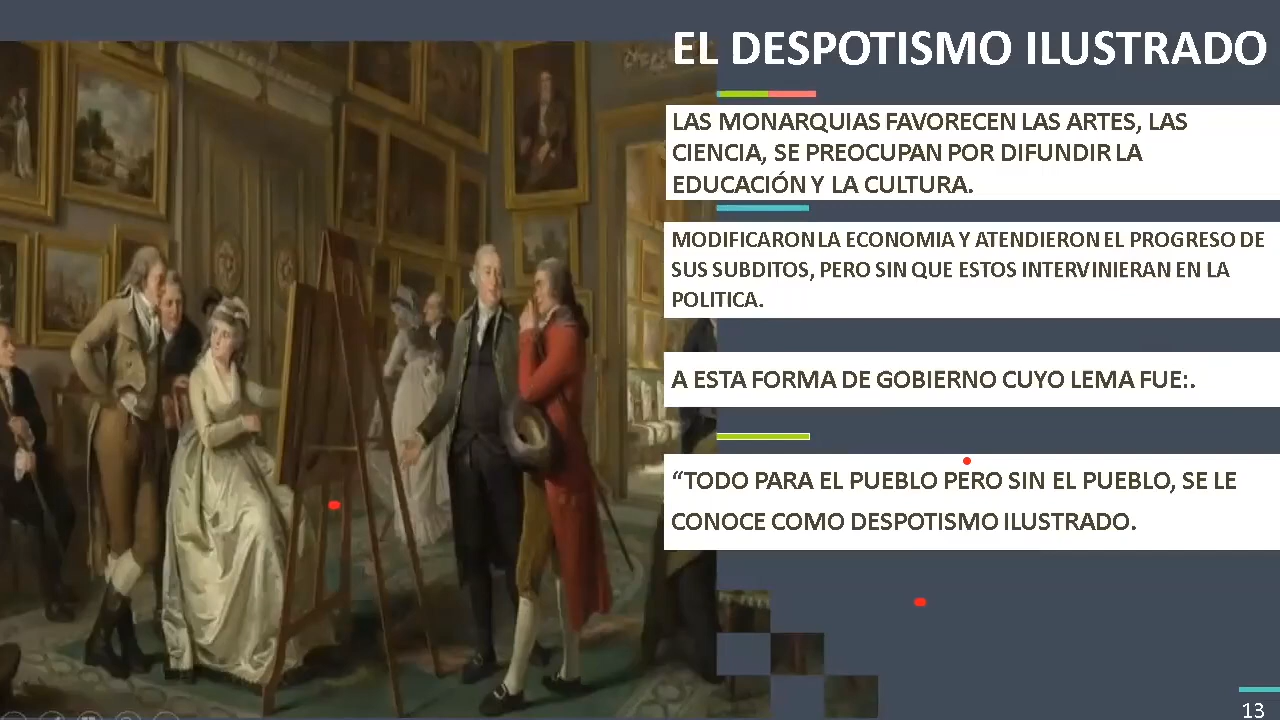 EL DESPOTISMO ILUSTRADO
LAS MONARQUIAS FAVORECEN LAS ARTES, LAS
CIENCIA, SE PREOCUPAN POR DIFUNDIR LA
EDUCACIÓN Y LA CULTURA.
MODIFICARON LA ECONOMIA Y ATENDIERON EL PROGRESO DE
SUS SUBDITOS, PERO SIN QUE ESTOS INTERVINIERAN EN LA
POLITICA.
A ESTA FORMA DE GOBIERNO CUYO LEMA FUE:.
“TODO PARA EL PUEBLO PERO SIN EL PUEBLO, SE LE
CONOCE COMO DESPOTISMO ILUSTRADO.
13